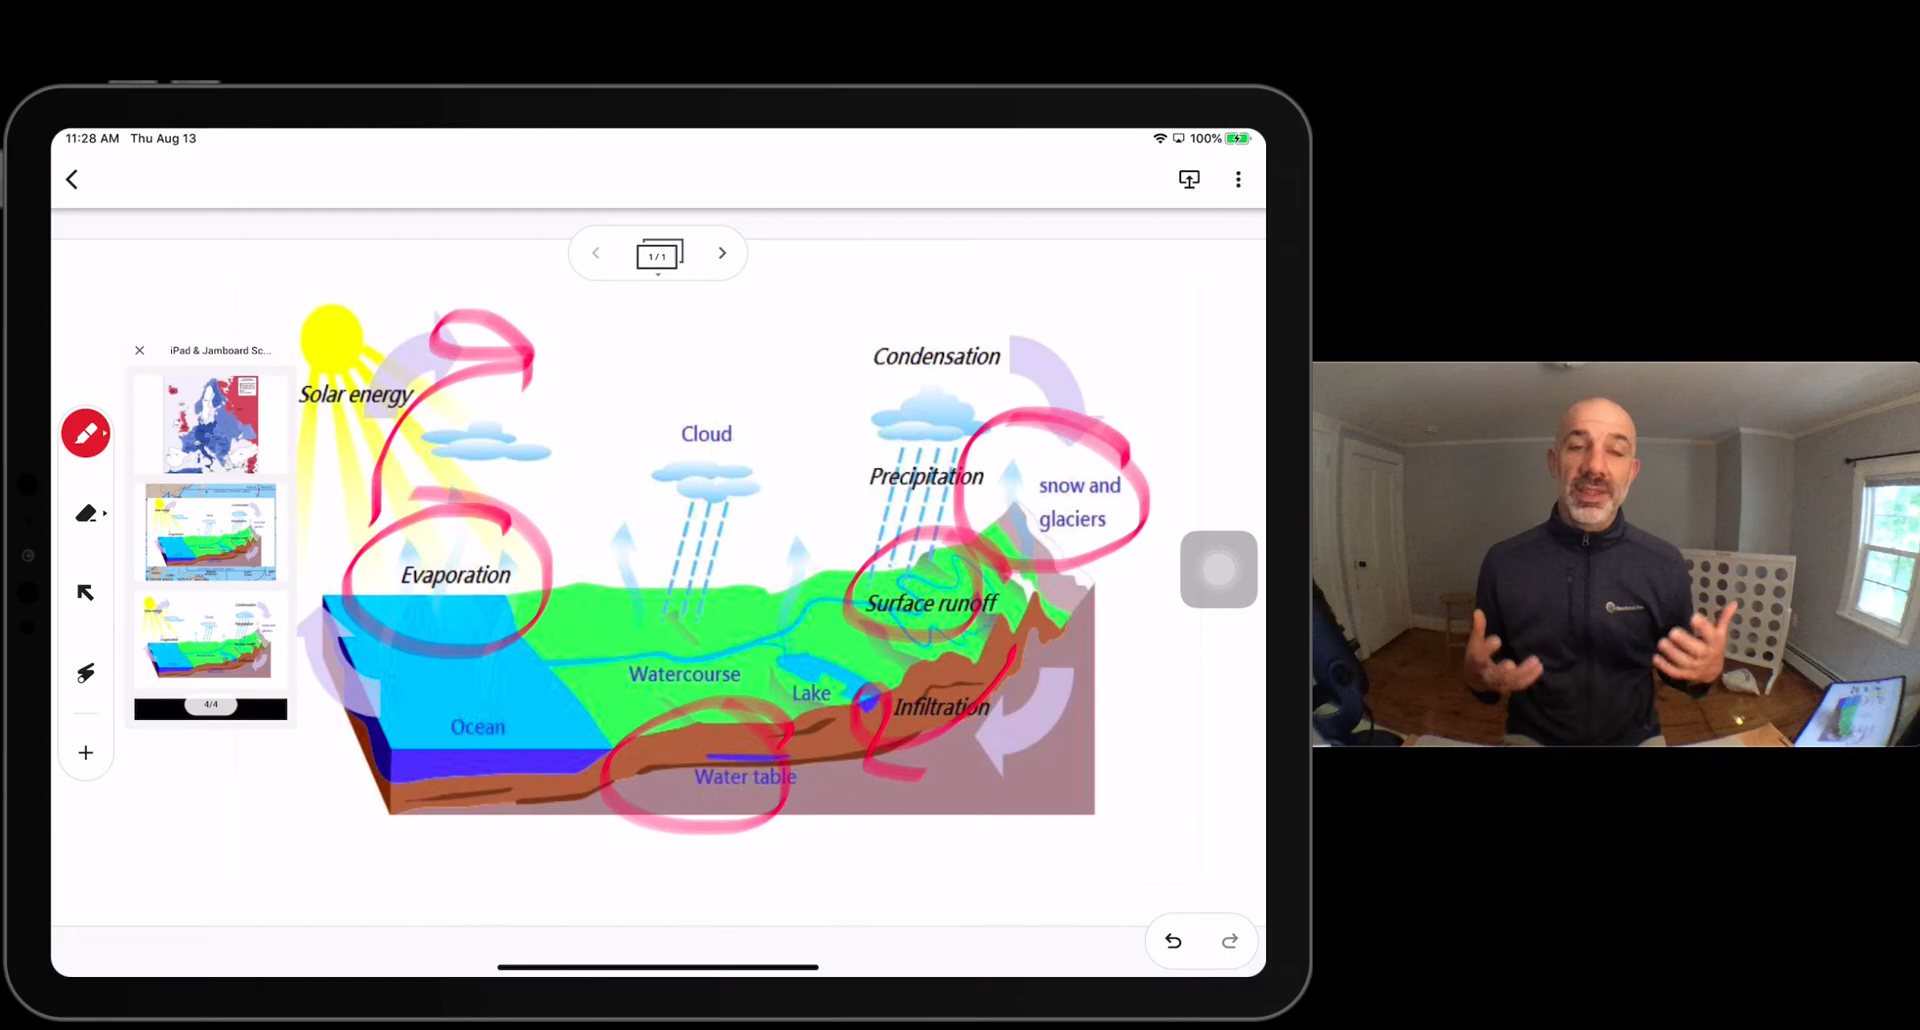 11:28 AM Thu Aug 13
100%
1/1
iPad & Jamboard Sc...
4/4
Solar energy
Condensation
Cloud
Precipitation
snow and
glaciers
Evaporation
Surface runoff
Watercourse
Lake
Infiltration
Ocean
Water table